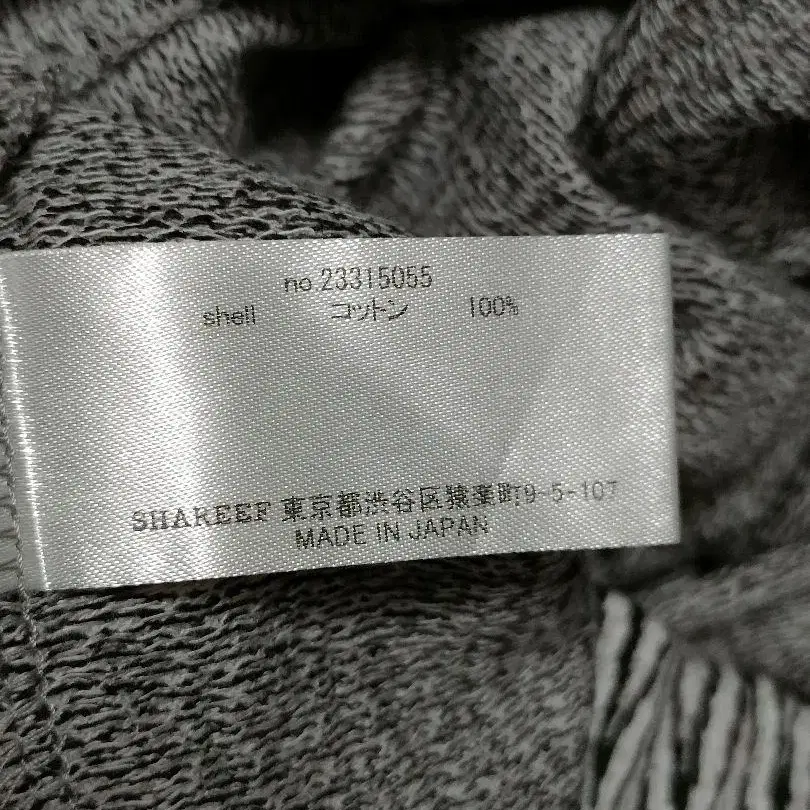 no.23315055
shell コットン 100%
SHAREEF 東京都渋谷区猿楽町9-5-107
MADE IN JAPAN